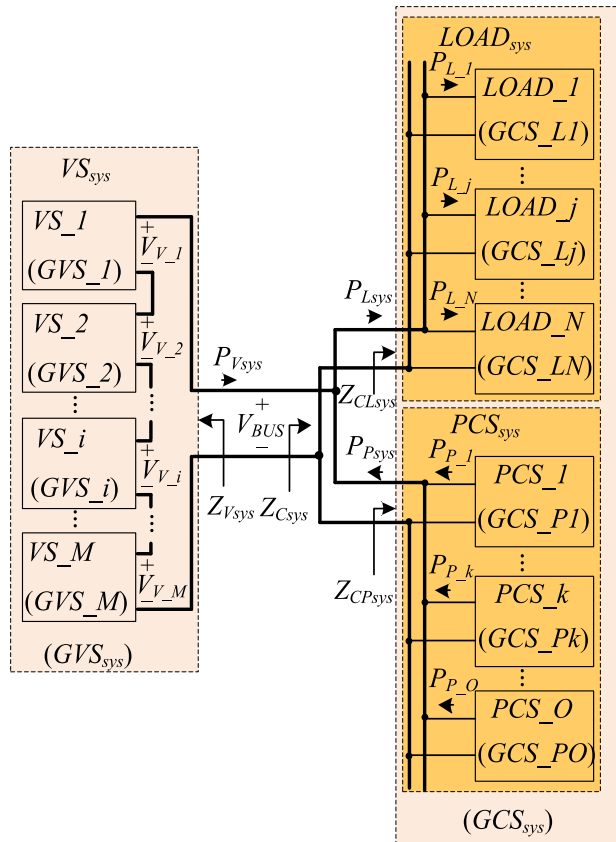 VS_sys
VS_1
(GVS_1)
+
V_V_1
-
VS_2
(GVS_2)
+
V_V_2
-
⋮
VS_i
(GVS_i)
+
V_V_i
-
⋮
VS_M
(GVS_M)
+
V_V_M
-
(GVS_sys)
P_Vsys
+
V_BUS
-
Z_Vsys
Z_Csys
P_Lsys
Z_CLsys
P_Psys
Z_CPsys
LOAD_sys
P_L_1
LOAD_1
(GCS_L1)
⋮
P_L_j
LOAD_j
(GCS_Lj)
⋮
P_L_N
LOAD_N
(GCS_LN)
PCS_sys
P_P_1
PCS_1
(GCS_P1)
⋮
P_P_k
PCS_k
(GCS_Pk)
⋮
P_P_O
PCS_O
(GCS_PO)
(GCS_sys)